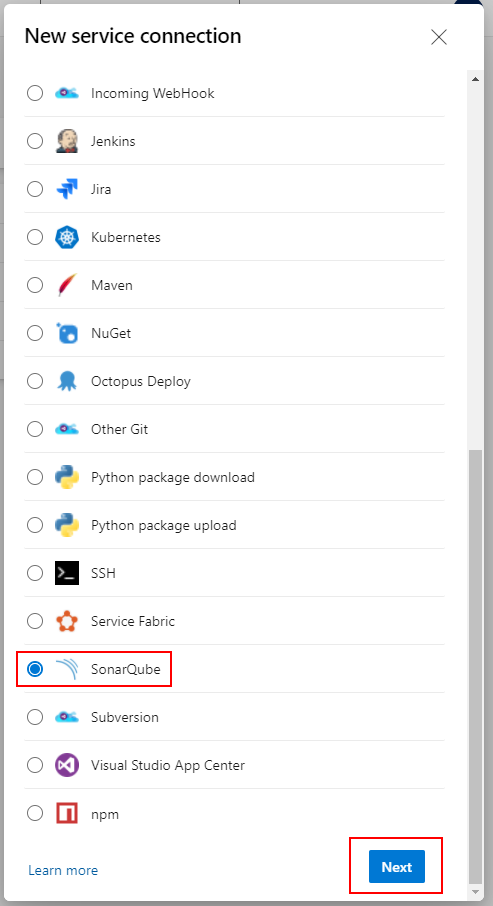 New service connection
Incoming WebHook
Jenkins
Jira
Kubernetes
Maven
NuGet
Octopus Deploy
Other Git
Python package download
Python package upload
SSH
Service Fabric
SonarQube
Subversion
Visual Studio App Center
npm
Learn more
Next